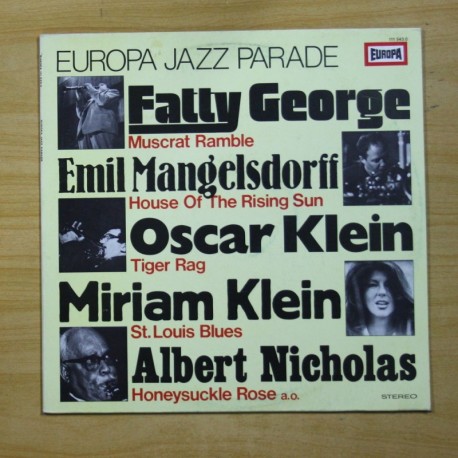 EUROPA JAZZ PARADE
EUROPA
Fatty George
Muscrat Ramble
Emil Mangelsdorff
House Of The Rising Sun
Oscar Klein
Tiger Rag
Miriam Klein
St. Louis Blues
Albert Nicholas
Honeysuckle Rose a.o.
STEREO